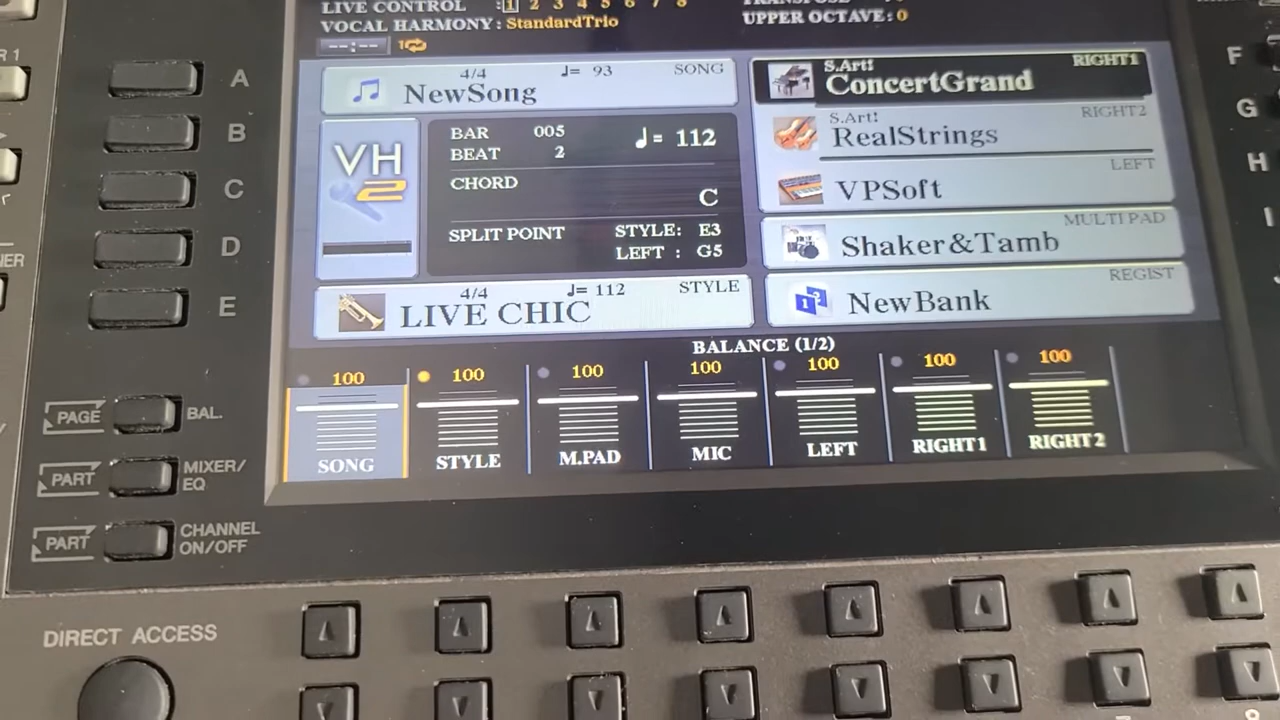 LIVE CONTROL : 1 2 3 4 5 6 7 8
UPPER OCTAVE : 0
VOCAL HARMONY : StandardTrio
--:--
4/4 ♩= 93 SONG
NewSong
S.Art! RIGHT1
ConcertGrand
S.Art! RIGHT2
RealStrings
LEFT
VPSoft
MULTI PAD
Shaker&Tamb
REGIST
NewBank
VH
2
BAR 005 ♩= 112
BEAT 2
CHORD
C
SPLIT POINT STYLE: E3
LEFT : G5
4/4 ♩= 112 STYLE
LIVE CHIC
BALANCE (1/2)
100 100 100 100 100 100 100
SONG STYLE M.PAD MIC LEFT RIGHT1 RIGHT2
A
B
C
D
E
F
G
H
I
PAGE BAL.
PART MIXER/
EQ
PART CHANNEL
ON/OFF
DIRECT ACCESS